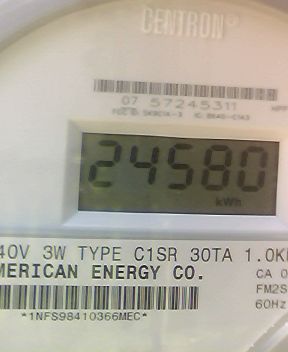 CENTRON®
07 57245311
24580
kWh
40V 3W TYPE C1SR 30TA 1.0K
MERICAN ENERGY CO.
CA 0
FM2S
60Hz
*1NFS98410366MEC*